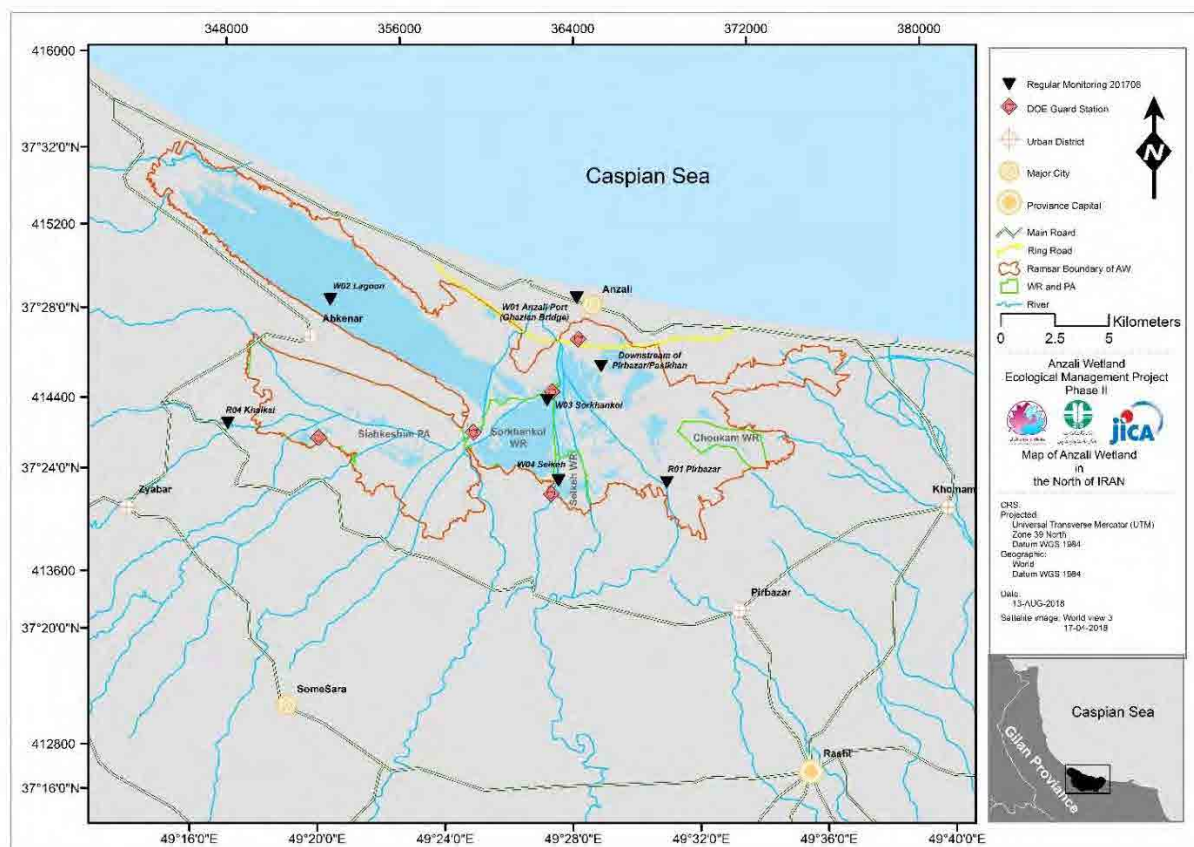 348000
356000
364000
372000
380000
416000
415200
414400
413600
412800
37°32'0"N
37°28'0"N
37°24'0"N
37°20'0"N
37°16'0"N
49°16'0"E
49°20'0"E
49°24'0"E
49°28'0"E
49°32'0"E
49°36'0"E
49°40'0"E
Caspian Sea
W02 Lagoon
Abkenar
W01 Anzali-Port
(Ghazian Bridge)
Anzali
Downstream of
Pirbazar/Pasikhan
R04 Khalkai
Siahkeshim PA
Sorkhankol
WR
W03 Sorkhankol
Choukam WR
W04 Selkeh
Selkeh WR
R01 Pirbazar
Zyabar
Khomam
Pirbazar
SomeSara
Rasht
Regular Monitoring 201708
DOE Guard Station
Urban District
Major City
Proviance Capital
Main Roard
Ring Road
Ramsar Boundary of AW
WR and PA
River
N
Kilometers
0 2.5 5
Anzali Wetland
Ecological Management Project
Phase II
JICA
Map of Anzali Wetland
in
the North of IRAN
CRS:
Projected:
Universal Transverse Mercator (UTM)
Zone 39 North
Datum WGS 1984
Geographic:
World
Datum WGS 1984
Date:
13-AUG-2018
Sattalite image: World view 3
17-04-2018
Caspian Sea
Gilan Proviance